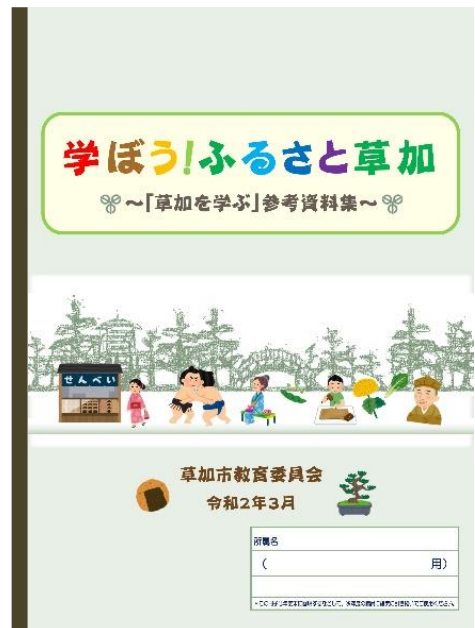 学ぼう!ふるさと草加
～「草加を学ぶ」参考資料集～
せんべい
草加市教育委員会
令和2年3月
所属名
( 用)